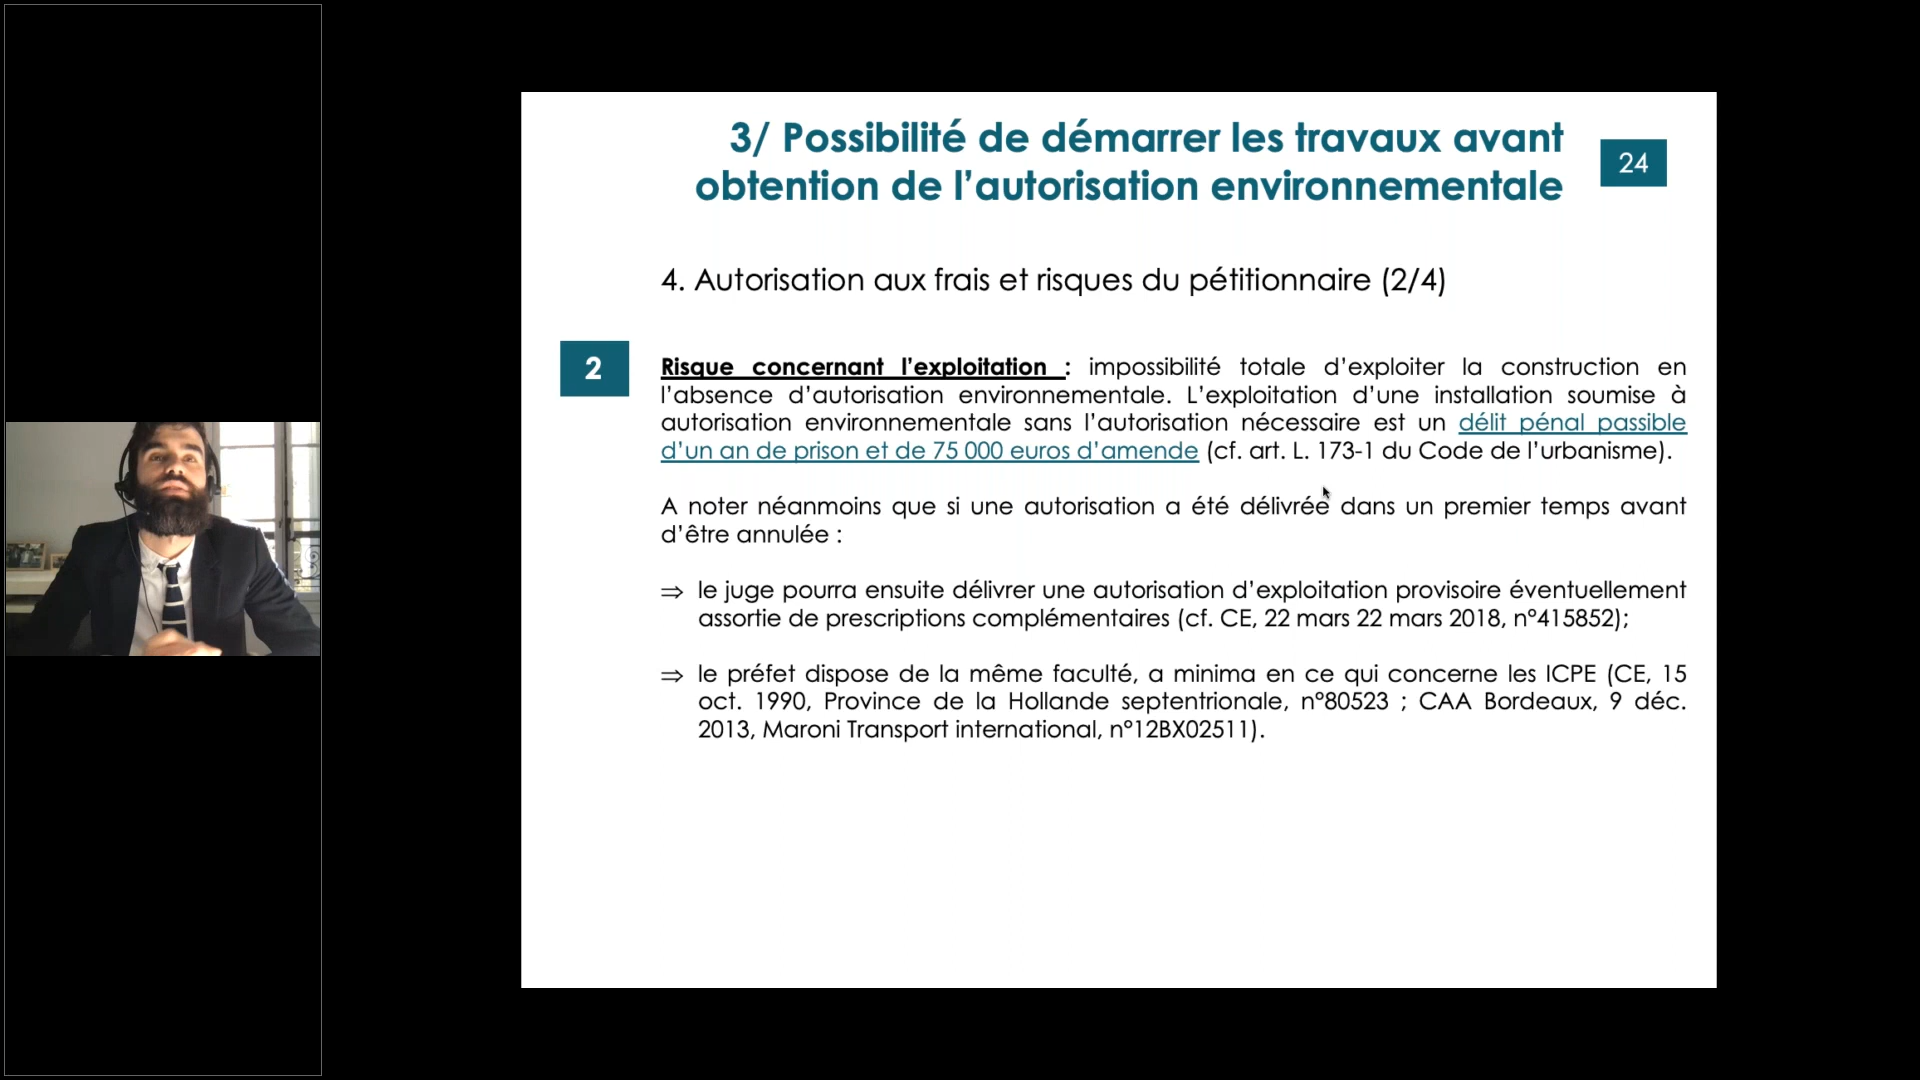 3/ Possibilité de démarrer les travaux avant
obtention de l’autorisation environnementale
24
4. Autorisation aux frais et risques du pétitionnaire (2/4)
2
Risque concernant l’exploitation : impossibilité totale d’exploiter la construction en
l’absence d’autorisation environnementale. L’exploitation d’une installation soumise à
autorisation environnementale sans l’autorisation nécessaire est un délit pénal passible
d’un an de prison et de 75 000 euros d’amende (cf. art. L. 173-1 du Code de l’urbanisme).
A noter néanmoins que si une autorisation a été délivrée dans un premier temps avant
d’être annulée :
⇒ le juge pourra ensuite délivrer une autorisation d’exploitation provisoire éventuellement
assortie de prescriptions complémentaires (cf. CE, 22 mars 22 mars 2018, n°415852);
⇒ le préfet dispose de la même faculté, a minima en ce qui concerne les ICPE (CE, 15
oct. 1990, Province de la Hollande septentrionale, n°80523 ; CAA Bordeaux, 9 déc.
2013, Maroni Transport international, n°12BX02511).